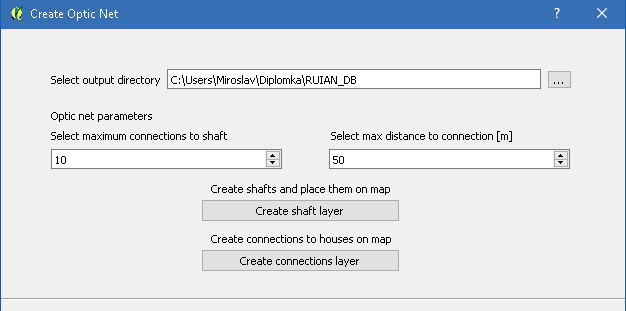 Create Optic Net
Select output directory C:\Users\Miroslav\Diplomka\RUIAN_DB ...
Optic net parameters
Select maximum connections to shaft Select max distance to connection [m]
10 50
Create shafts and place them on map
Create shaft layer
Create connections to houses on map
Create connections layer